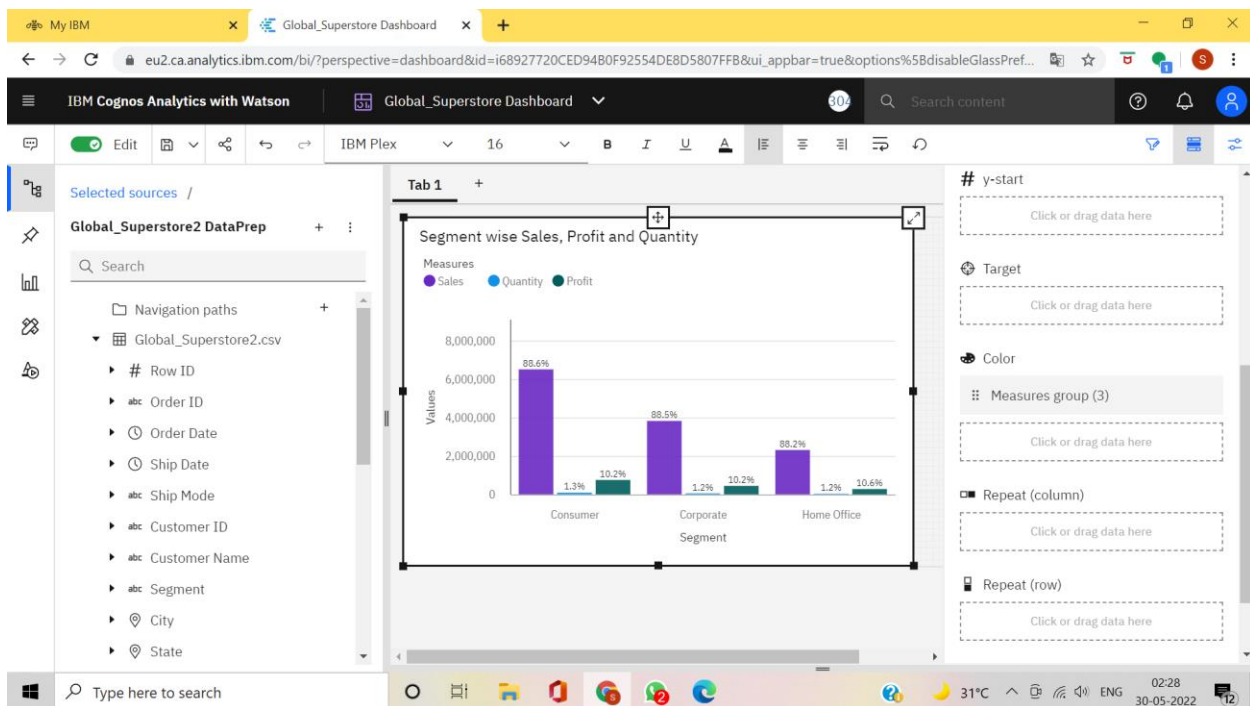 My IBM
Global_Superstore Dashboard
eu2.ca.analytics.ibm.com/bi/?perspective=dashboard&id=i68927720CED94B0F92554DE8D5807FFB&ui_appbar=true&options%5BdisableGlassPref...
S
1
IBM Cognos Analytics with Watson
Global_Superstore Dashboard
304
Search content
Edit
IBM Plex
16
B I U A
Selected sources /
Global_Superstore2 DataPrep
Search
Navigation paths
Global_Superstore2.csv
# Row ID
abc Order ID
Order Date
Ship Date
abc Ship Mode
abc Customer ID
abc Customer Name
abc Segment
City
State
Tab 1
Segment wise Sales, Profit and Quantity
Measures
Sales Quantity Profit
Values
8,000,000
6,000,000
4,000,000
2,000,000
0
88.6%
1.3%
10.2%
88.5%
1.2%
10.2%
88.2%
1.2%
10.6%
Consumer Corporate Home Office
Segment
# y-start
Click or drag data here
Target
Click or drag data here
Color
Measures group (3)
Click or drag data here
Repeat (column)
Click or drag data here
Repeat (row)
Click or drag data here
Type here to search
2
31°C
ENG
02:28
30-05-2022
12